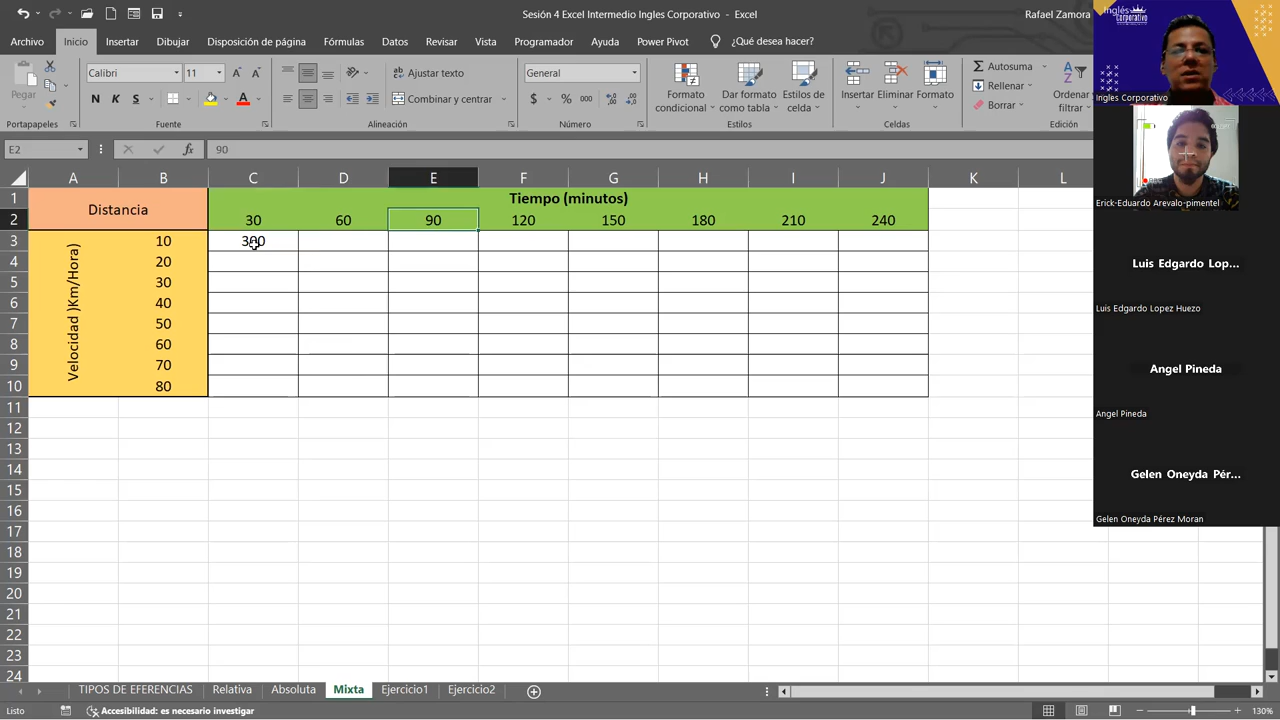 Sesión 4 Excel Intermedio Ingles Corporativo - Excel
Rafael Zamora
Archivo Inicio Insertar Dibujar Disposición de página Fórmulas Datos Revisar Vista Programador Ayuda Power Pivot ¿Qué desea hacer?
Pegar
Portapapeles
Calibri 11
N K S
Fuente
Ajustar texto
Combinar y centrar
Alineación
General
$ % 000
Número
Formato condicional
Dar formato como tabla
Estilos de celda
Estilos
Insertar Eliminar Formato
Celdas
Autosuma
Rellenar
Borrar
Ordenar
filtrar
Edición
E2 fx 90
A B C D E F G H I J K L
1 Distancia Tiempo (minutos)
2 30 60 90 120 150 180 210 240
Velocidad )Km/Hora)
3 10 300
4 20
5 30
6 40
7 50
8 60
9 70
10 80
11
12
13
14
15
16
17
18
19
20
21
22
23
24
TIPOS DE EFERENCIAS Relativa Absoluta Mixta Ejercicio1 Ejercicio2
Listo Accesibilidad: es necesario investigar 130%
Inglés
Corporativo
Ingles Corporativo
Erick-Eduardo Arevalo-pimentel
Luis Edgardo Lop...
Luis Edgardo Lopez Huezo
Angel Pineda
Angel Pineda
Gelen Oneyda Pér...
Gelen Oneyda Pérez Moran